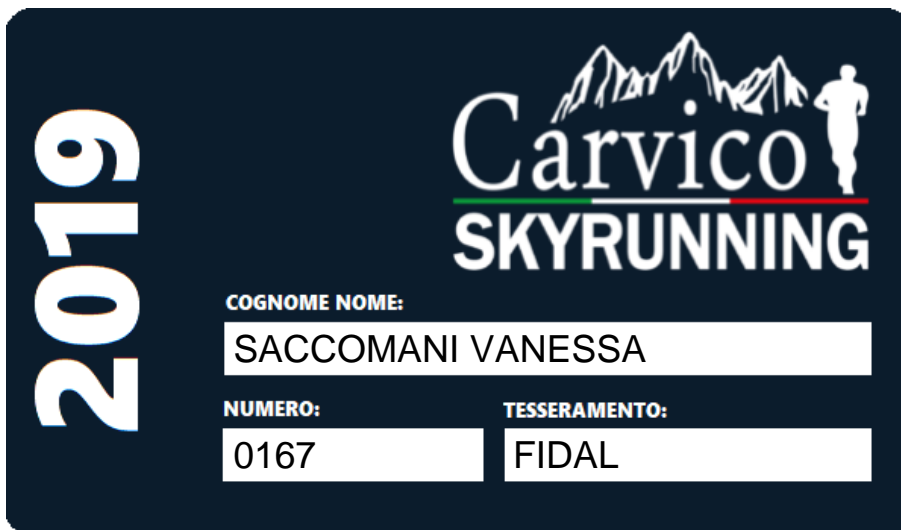 2019
Carvico
SKYRUNNING
COGNOME NOME:
SACCOMANI VANESSA
NUMERO: TESSERAMENTO:
0167 FIDAL